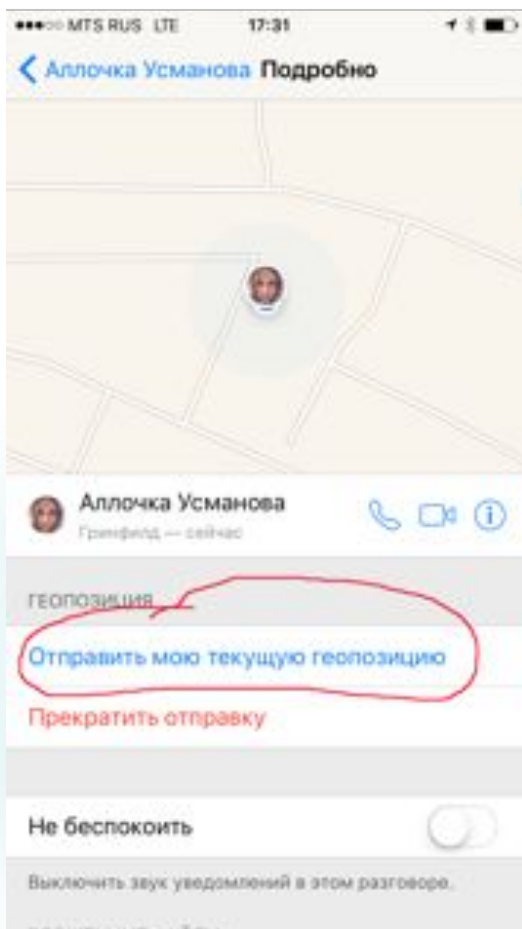 MTS RUS LTE 17:31
Аллочка Усманова Подробно
Аллочка Усманова
Гринфилд — сейчас
ГЕОПОЗИЦИЯ
Отправить мою текущую геопозицию
Прекратить отправку
Не беспокоить
Выключить звук уведомлений в этом разговоре.